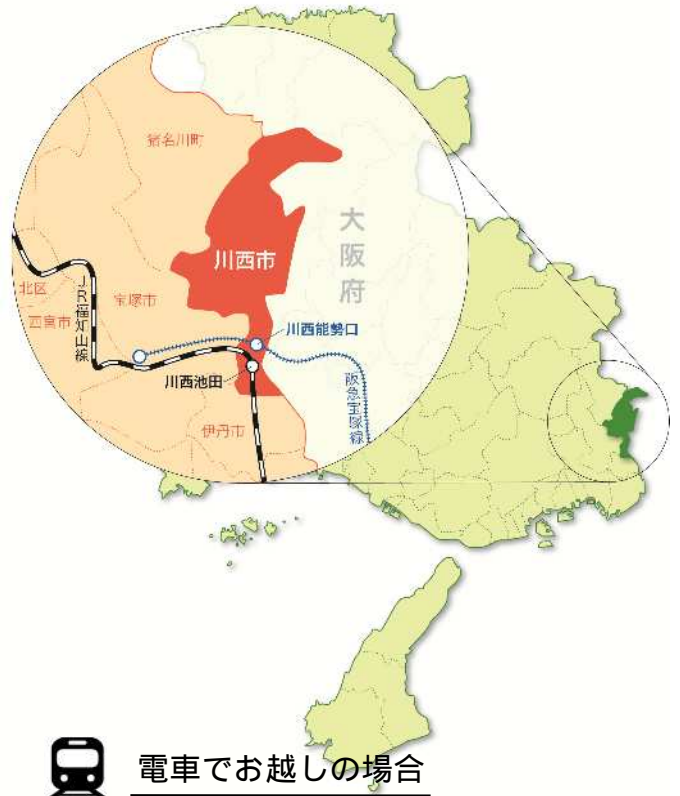 猪名川町
大阪府
川西市
北区
西宮市
JR福知山線
宝塚市
川西能勢口
川西池田
阪急宝塚線
伊丹市
電車でお越しの場合